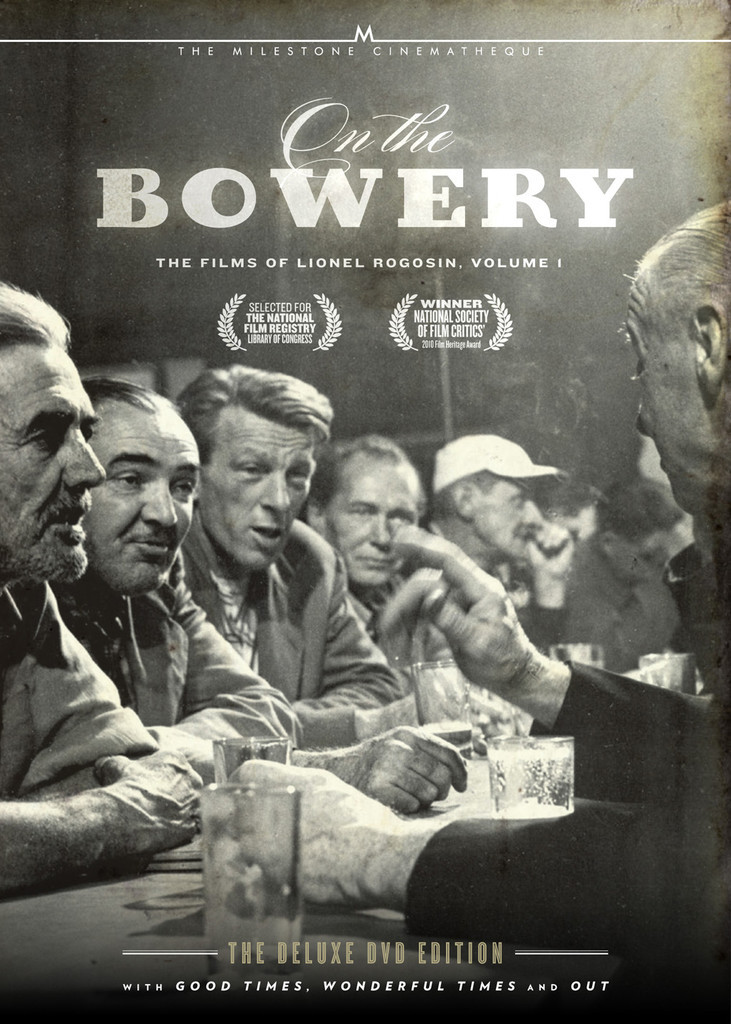 M
THE MILESTONE CINEMATHEQUE
On the
BOWERY
THE FILMS OF LIONEL ROGOSIN, VOLUME 1
SELECTED FOR
THE NATIONAL
FILM REGISTRY
LIBRARY OF CONGRESS
WINNER
NATIONAL SOCIETY
OF FILM CRITICS'
2010 Film Heritage Award
THE DELUXE DVD EDITION
WITH GOOD TIMES, WONDERFUL TIMES AND OUT